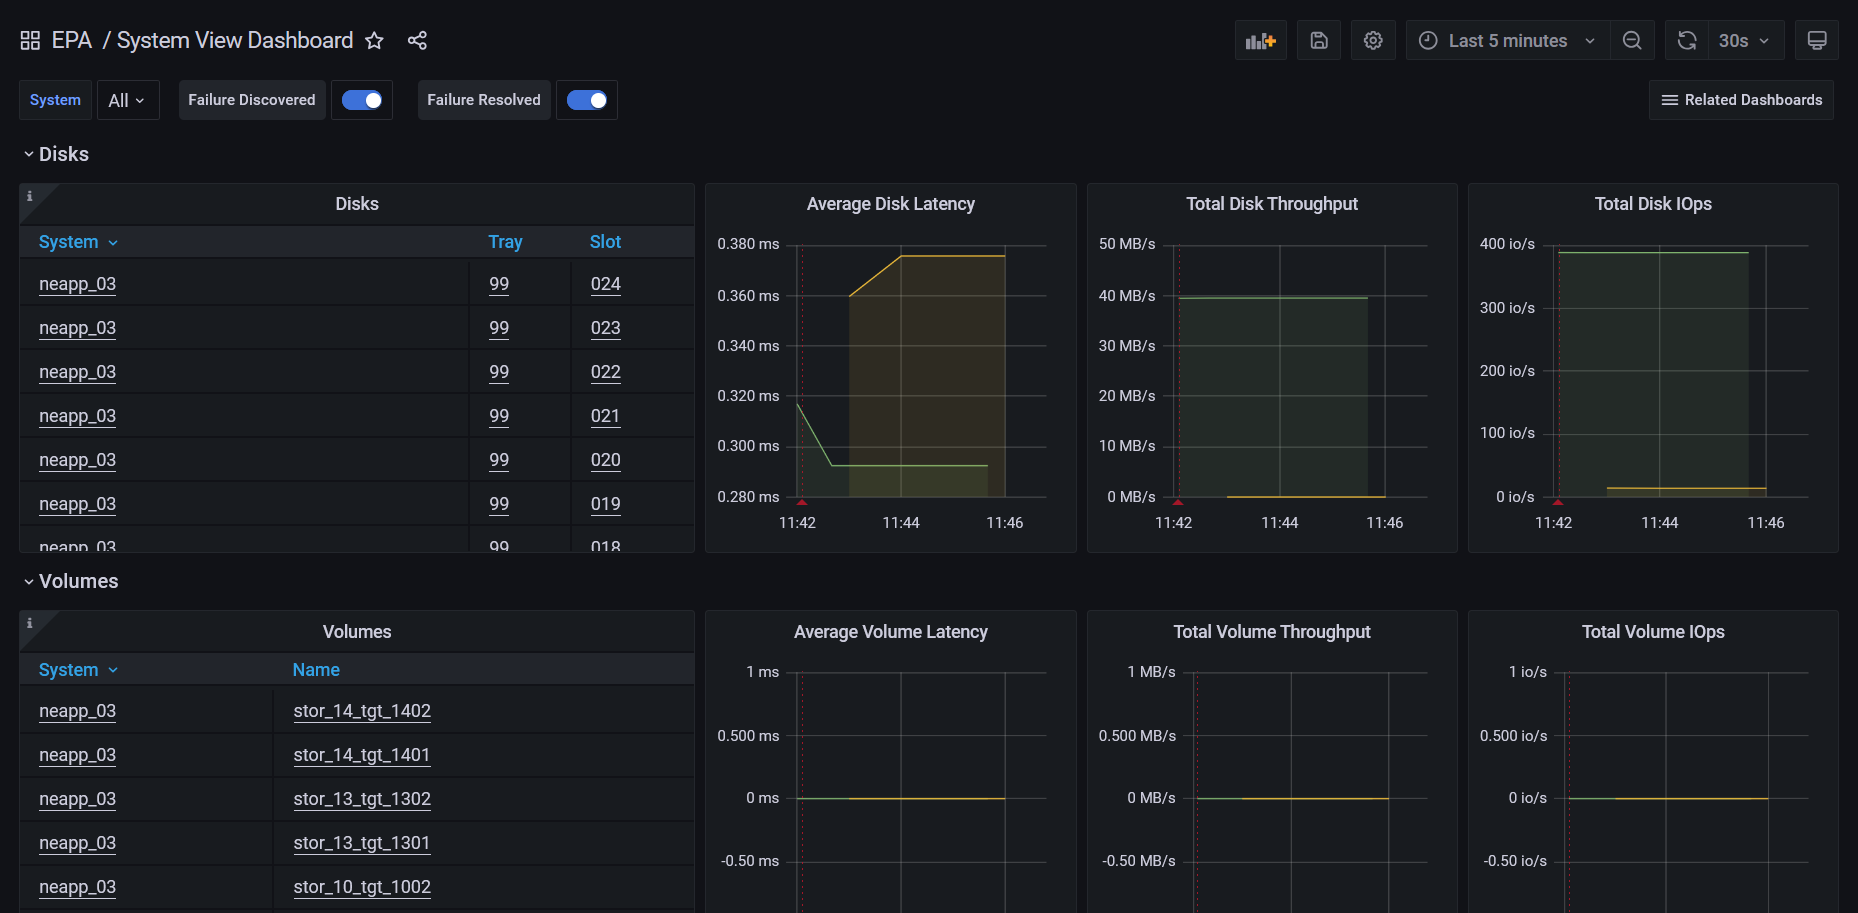 EPA / System View Dashboard
Last 5 minutes
30s
System
All
Failure Discovered
Failure Resolved
Related Dashboards
Disks
i
Disks
System Tray Slot
neapp_03 99 024
neapp_03 99 023
neapp_03 99 022
neapp_03 99 021
neapp_03 99 020
neapp_03 99 019
neapp_03 99 018
Average Disk Latency
0.380 ms
0.360 ms
0.340 ms
0.320 ms
0.300 ms
0.280 ms
11:42 11:44 11:46
Total Disk Throughput
50 MB/s
40 MB/s
30 MB/s
20 MB/s
10 MB/s
0 MB/s
11:42 11:44 11:46
Total Disk IOps
400 io/s
300 io/s
200 io/s
100 io/s
0 io/s
11:42 11:44 11:46
Volumes
i
Volumes
System Name
neapp_03 stor_14_tgt_1402
neapp_03 stor_14_tgt_1401
neapp_03 stor_13_tgt_1302
neapp_03 stor_13_tgt_1301
neapp_03 stor_10_tgt_1002
Average Volume Latency
1 ms
0.500 ms
0 ms
-0.50 ms
Total Volume Throughput
1 MB/s
0.500 MB/s
0 MB/s
-0.50 MB/s
Total Volume IOps
1 io/s
0.500 io/s
0 io/s
-0.50 io/s